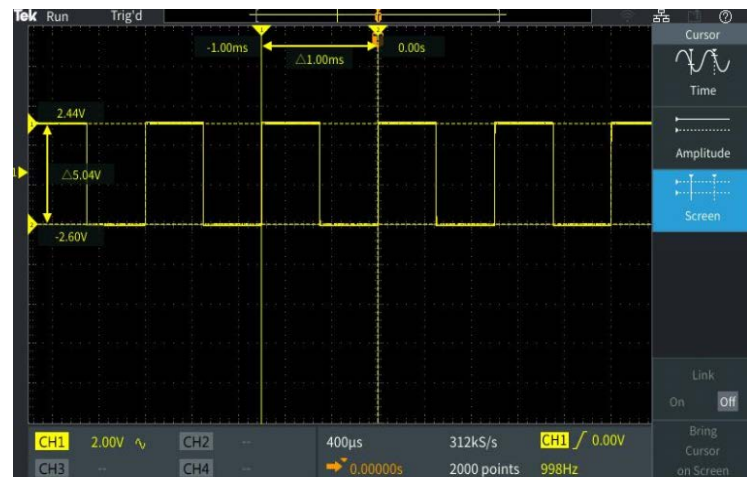 Tek Run Trig'd
Cursor
-1.00ms 0.00s
△1.00ms
Time
2.44V
Amplitude
△5.04V
Screen
-2.60V
Link
On Off
CH1 2.00V CH2 -- 400µs 312kS/s CH1 0.00V
Bring
Cursor
on Screen
CH3 -- CH4 -- 0.00000s 2000 points 998Hz